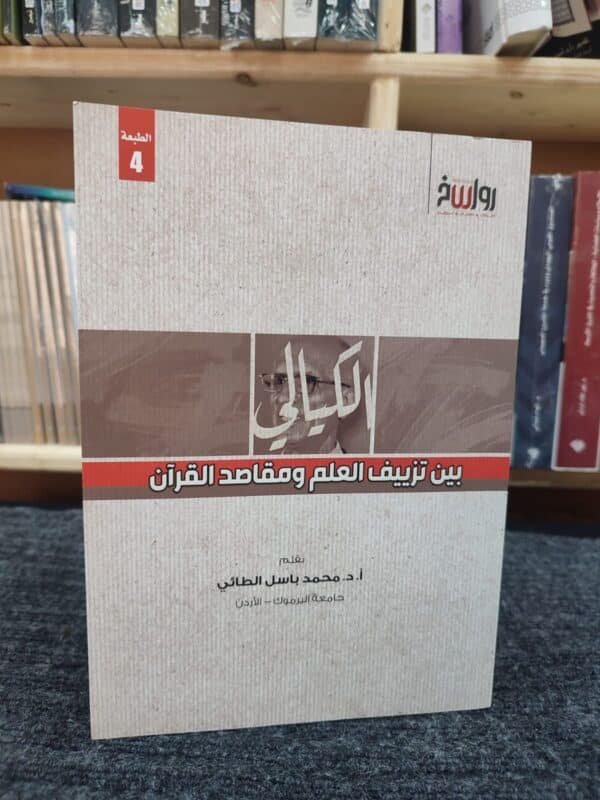 الطبعة
4
رواسخ
الكيالي
بين تزييف العلم ومقاصد القرآن
بقلم
أ.د. محمد باسل الطائي
جامعة اليرموك - الأردن